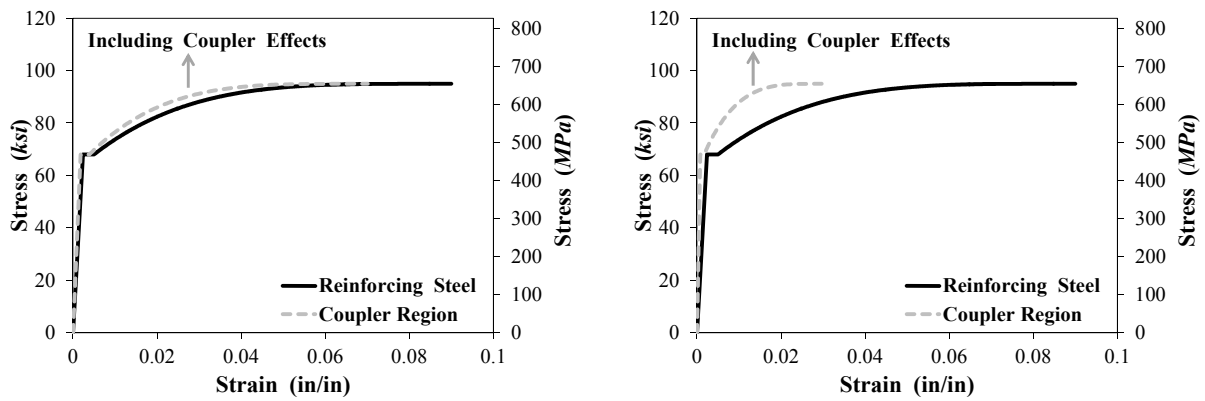 120
100
80
60
40
20
0
Stress (ksi)
800
700
600
500
400
300
200
100
0
Stress (MPa)
Including Coupler Effects
Reinforcing Steel
Coupler Region
0 0.02 0.04 0.06 0.08 0.1
Strain (in/in)
120
100
80
60
40
20
0
Stress (ksi)
800
700
600
500
400
300
200
100
0
Stress (MPa)
Including Coupler Effects
Reinforcing Steel
Coupler Region
0 0.02 0.04 0.06 0.08 0.1
Strain (in/in)